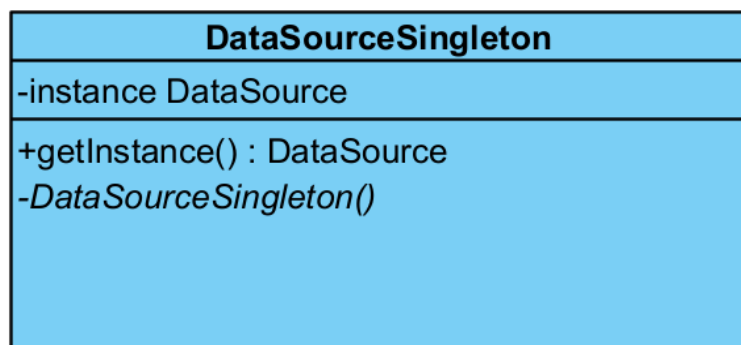 DataSourceSingleton
-instance DataSource
+getInstance() : DataSource
-DataSourceSingleton()